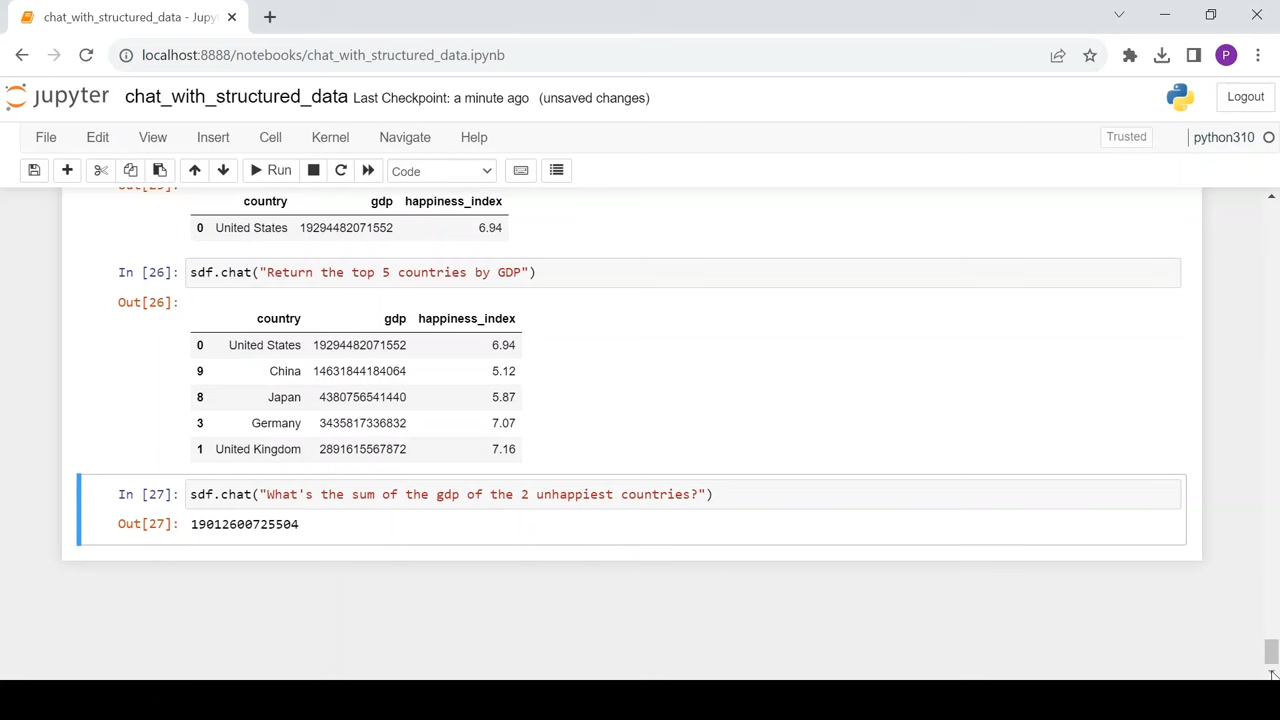 chat_with_structured_data - Jupy
localhost:8888/notebooks/chat_with_structured_data.ipynb
P
jupyter chat_with_structured_data Last Checkpoint: a minute ago (unsaved changes)
Logout
File Edit View Insert Cell Kernel Navigate Help
Trusted python310
Run Code
country gdp happiness_index
0 United States 19294482071552 6.94
In [26]: sdf.chat("Return the top 5 countries by GDP")
Out[26]:
country gdp happiness_index
0 United States 19294482071552 6.94
9 China 14631844184064 5.12
8 Japan 4380756541440 5.87
3 Germany 3435817336832 7.07
1 United Kingdom 2891615567872 7.16
In [27]: sdf.chat("What's the sum of the gdp of the 2 unhappiest countries?")
Out[27]: 19012600725504